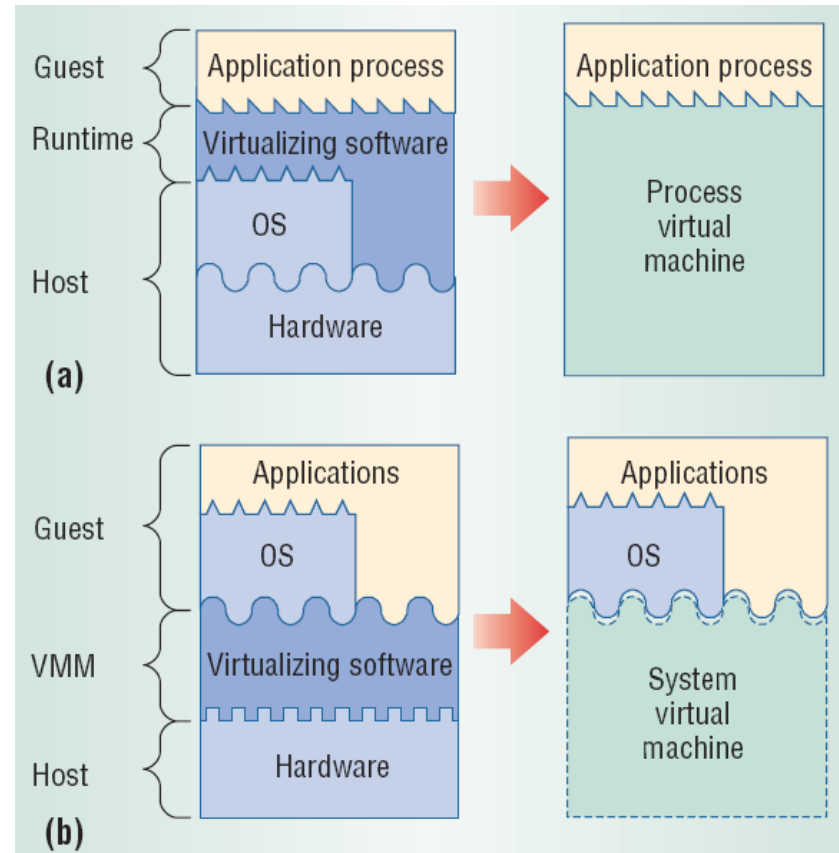 Guest
Application process
Application process
Runtime
Virtualizing software
OS
Process
virtual
machine
Host
Hardware
(a)
Applications
Applications
Guest
OS
OS
VMM
Virtualizing software
System
virtual
machine
Host
Hardware
(b)